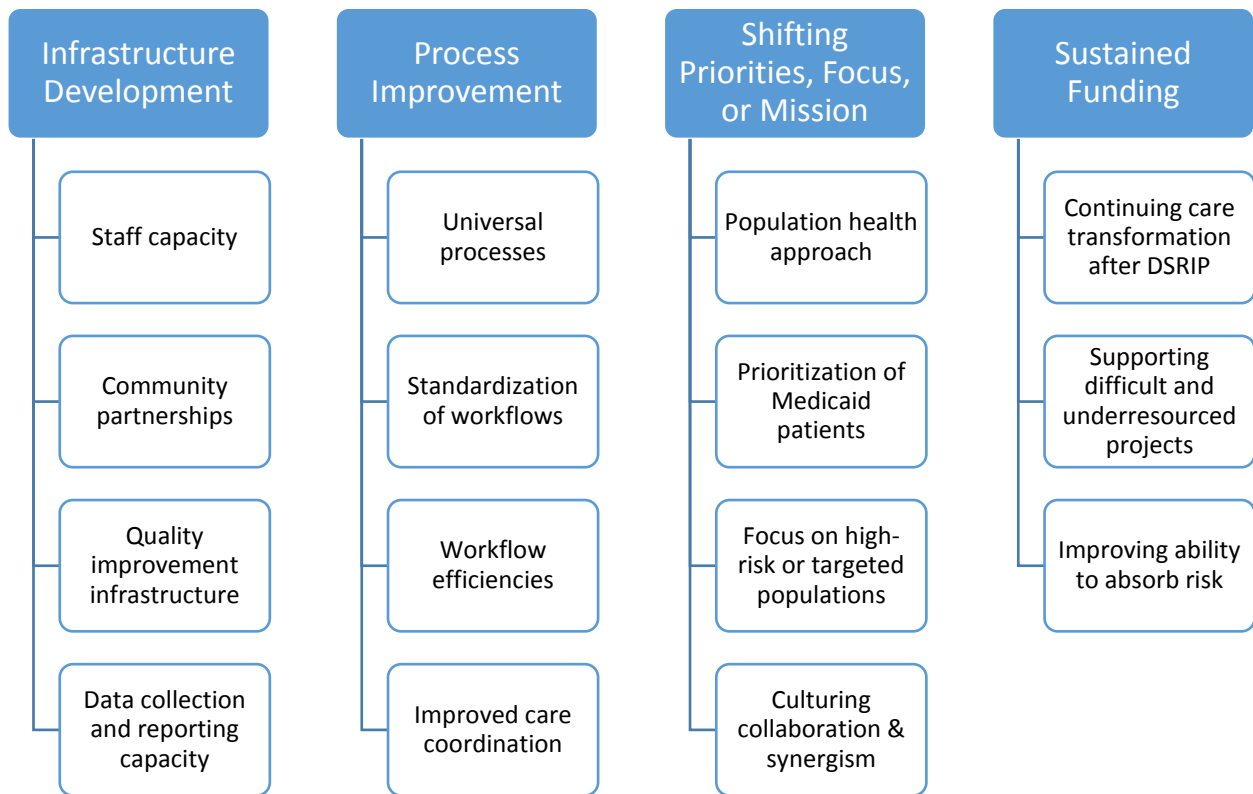 Infrastructure
Development
Staff capacity
Community
partnerships
Quality
improvement
infrastructure
Data collection
and reporting
capacity
Process
Improvement
Universal
processes
Standardization
of workflows
Workflow
efficiencies
Improved care
coordination
Shifting
Priorities, Focus,
or Mission
Population health
approach
Prioritization of
Medicaid
patients
Focus on high-
risk or targeted
populations
Culturing
collaboration &
synergism
Sustained
Funding
Continuing care
transformation
after DSRIP
Supporting
difficult and
underresourced
projects
Improving ability
to absorb risk